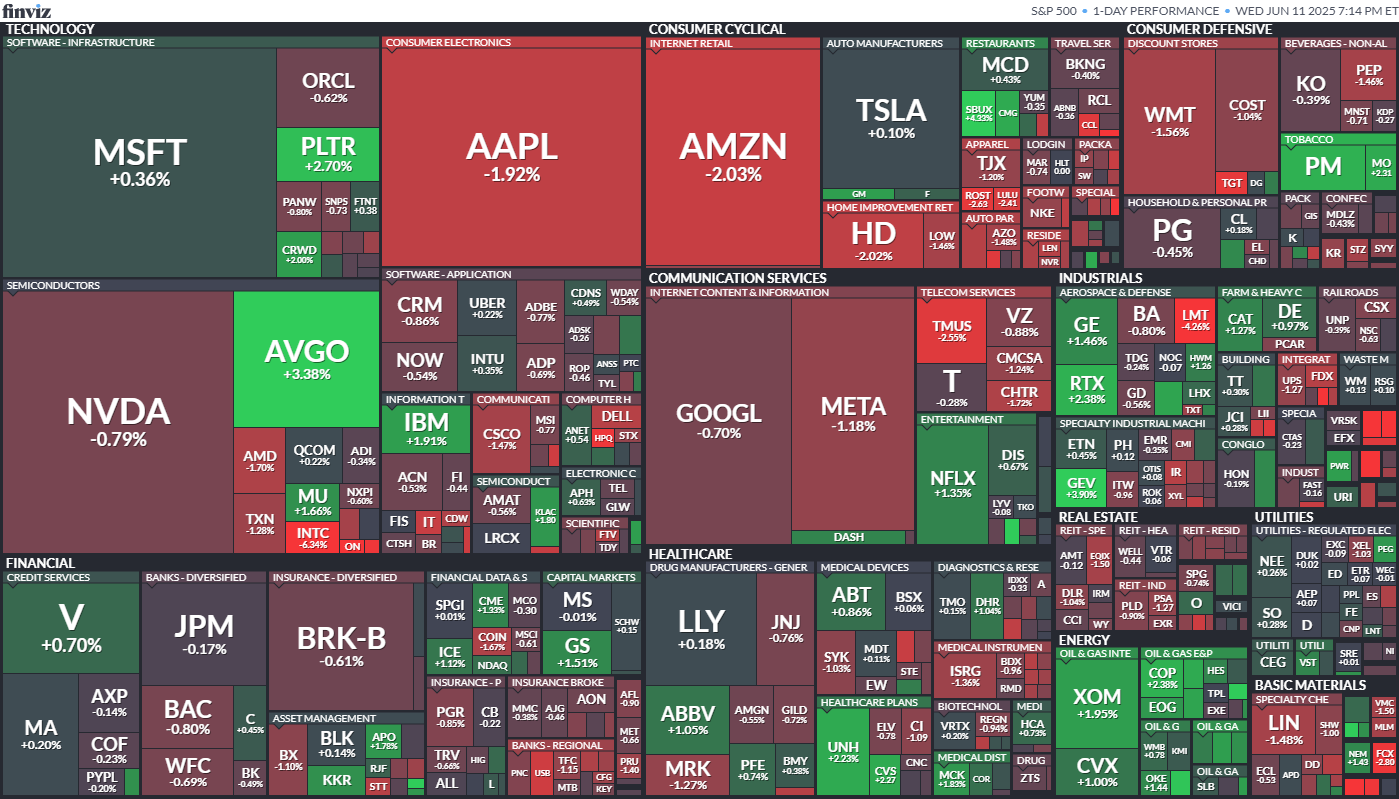 finviz
S&P 500 • 1-DAY PERFORMANCE • WED JUN 11 2025 7:14 PM ET
TECHNOLOGY
SOFTWARE - INFRASTRUCTURE
MSFT
+0.36%
ORCL
-0.62%
PLTR
+2.70%
PANW
-0.80%
SNPS
-0.73
FTNT
+0.38
CRWD
+2.00%
CONSUMER ELECTRONICS
AAPL
-1.92%
SEMICONDUCTORS
NVDA
-0.79%
AVGO
+3.38%
AMD
-1.70%
QCOM
+0.22%
ADI
-0.34%
MU
+1.66%
NXPI
-0.60%
TXN
-1.28%
INTC
-6.34%
ON
SOFTWARE - APPLICATION
CRM
-0.86%
UBER
+0.22%
ADBE
-0.77%
CDNS
+0.49%
WDAY
-0.54%
NOW
-0.54%
INTU
+0.35%
ADP
-0.69%
ADSK
-0.26
ROP
-0.46
ANSS
PTC
TYL
INFORMATION T
IBM
+1.91%
ACN
-0.53%
FI
-0.44
FIS
IT
CDW
CTSH
BR
COMMUNICATI
CSCO
-1.47%
MSI
-0.77
COMPUTER H
ANET
+0.54
DELL
HPQ
STX
SEMICONDUCT
AMAT
-0.56%
KLAC
+1.80
LRCX
ELECTRONIC C
APH
+0.63%
TEL
GLW
SCIENTIFIC
FTV
TDY
CONSUMER CYCLICAL
INTERNET RETAIL
AMZN
-2.03%
AUTO MANUFACTURERS
TSLA
+0.10%
GM
F
HOME IMPROVEMENT RET
HD
-2.02%
LOW
-1.46%
RESTAURANTS
MCD
+0.43%
SBUX
+4.33%
CMG
YUM
-0.35
TRAVEL SER
BKNG
-0.40%
ABNB
-0.36
RCL
CCL
APPAREL
TJX
-1.20%
ROST
-2.63
LULU
-2.41
LODGIN
MAR
-0.74
HLT
0.00
PACKA
IP
SW
FOOTW
NKE
SPECIAL
AUTO PAR
AZO
-1.48%
RESIDE
LEN
NVR
CONSUMER DEFENSIVE
DISCOUNT STORES
WMT
-1.56%
COST
-1.04%
TGT
DG
BEVERAGES - NON-AL
KO
-0.39%
PEP
-1.46%
MNST
-0.71
KDP
-0.27
TOBACCO
PM
MO
+2.31
HOUSEHOLD & PERSONAL PR
PG
-0.45%
CL
+0.18%
EL
CHD
PACK
GIS
K
CONFEC
MDLZ
-0.43%
KR
STZ
SYY
COMMUNICATION SERVICES
INTERNET CONTENT & INFORMATION
GOOGL
-0.70%
META
-1.18%
DASH
TELECOM SERVICES
TMUS
-2.55%
VZ
-0.88%
T
-0.28%
CMCSA
-1.24%
CHTR
-1.72%
ENTERTAINMENT
NFLX
+1.35%
DIS
+0.67%
LYV
-0.08
TKO
INDUSTRIALS
AEROSPACE & DEFENSE
GE
+1.46%
BA
-0.80%
LMT
-4.26%
RTX
+2.38%
TDG
-0.24%
NOC
-0.07
HWM
+1.26
GD
-0.56%
LHX
TXT
FARM & HEAVY C
CAT
+1.27%
DE
+0.97%
PCAR
RAILROADS
UNP
-0.39%
CSX
NSC
-0.63
BUILDING
TT
+0.30%
JCI
+0.28%
LII
INTEGRAT
UPS
-1.27
FDX
WASTE M
WM
+0.13
RSG
+0.10
SPECIALTY INDUSTRIAL MACHI
ETN
+0.45%
PH
+0.12
EMR
-0.35%
CMI
GEV
+3.90%
ITW
-0.96
OTIS
+0.08
IR
ROK
-0.06
XYL
CONGLO
HON
-0.19%
SPECIA
CTAS
-0.23
VRSK
EFX
INDUST
FAST
-0.16
PWR
URI
FINANCIAL
CREDIT SERVICES
V
+0.70%
MA
+0.20%
AXP
-0.14%
COF
-0.23%
PYPL
-0.20%
BANKS - DIVERSIFIED
JPM
-0.17%
BAC
-0.80%
C
+0.45%
WFC
-0.69%
BK
-0.49%
INSURANCE - DIVERSIFIED
BRK-B
-0.61%
ASSET MANAGEMENT
BX
-1.10%
BLK
+0.14%
APO
+1.78%
KKR
RJF
STT
FINANCIAL DATA & S
SPGI
+0.01%
CME
+1.33%
MCO
-0.30
ICE
+1.12%
COIN
-1.67%
MSCI
-0.61
NDAQ
CAPITAL MARKETS
MS
-0.01%
SCHW
+0.15
GS
+1.51%
INSURANCE - P
PGR
-0.85%
CB
-0.22
TRV
-0.66%
HIG
ALL
L
INSURANCE BROKE
MMC
-0.38%
AJG
-0.46
AON
AFL
-0.90
MET
-0.66
PRU
-1.40
BANKS - REGIONAL
PNC
USB
TFC
-1.15
MTB
CFG
KEY
HEALTHCARE
DRUG MANUFACTURERS - GENER
LLY
+0.18%
JNJ
-0.76%
ABBV
+1.05%
AMGN
-0.55%
GILD
-0.72%
MRK
-1.27%
PFE
+0.74%
BMY
+0.38%
MEDICAL DEVICES
ABT
+0.86%
BSX
+0.06%
SYK
-1.03%
MDT
+0.11%
STE
EW
HEALTHCARE PLANS
UNH
+2.23%
ELV
-0.78
CI
-1.09
CVS
+2.27
CNC
DIAGNOSTICS & RESE
TMO
+0.15%
DHR
+1.04%
IDXX
-0.33
A
MEDICAL INSTRUMEN
ISRG
-1.36%
BDX
-0.96
RMD
BIOTECHNOL
VRTX
+0.20%
REGN
-0.94%
MEDI
HCA
+0.73%
MEDICAL DIST
MCK
+1.83%
COR
DRUG
ZTS
REAL ESTATE
REIT - SPE
AMT
-0.12
EQIX
-1.50
DLR
-1.04%
IRM
CCI
WY
REIT - HEA
WELL
-0.44
VTR
-0.06
REIT - IND
PLD
-0.90%
PSA
-1.27
EXR
REIT - RESID
SPG
-0.74%
O
VICI
UTILITIES
UTILITIES - REGULATED ELEC
NEE
+0.26%
DUK
+0.02
EXC
-0.09
XEL
-1.03
PEG
ED
ETR
-0.07
WEC
-0.01
SO
+0.28%
AEP
+0.07
PPL
ES
D
FE
CNP
LNT
UTILITI
CEG
UTILI
VST
SRE
+0.01
NI
ENERGY
OIL & GAS INTE
XOM
+1.95%
CVX
+1.00%
OIL & GAS E&P
COP
+2.38%
HES
EOG
TPL
EXE
OIL & G
WMB
+0.78
KMI
OKE
+1.44
OIL & GA
OIL & GA
SLB
BASIC MATERIALS
SPECIALTY CHE
LIN
-1.48%
SHW
-1.00
ECL
-0.53
APD
DD
VMC
-1.50
MLM
NEM
+1.43
FCX
-2.80